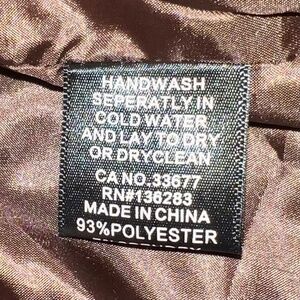 HANDWASH
SEPERATLY IN
COLD WATER
AND LAY TO DRY
OR DRYCLEAN
CA NO.33677
RN#136283
MADE IN CHINA
93%POLYESTER